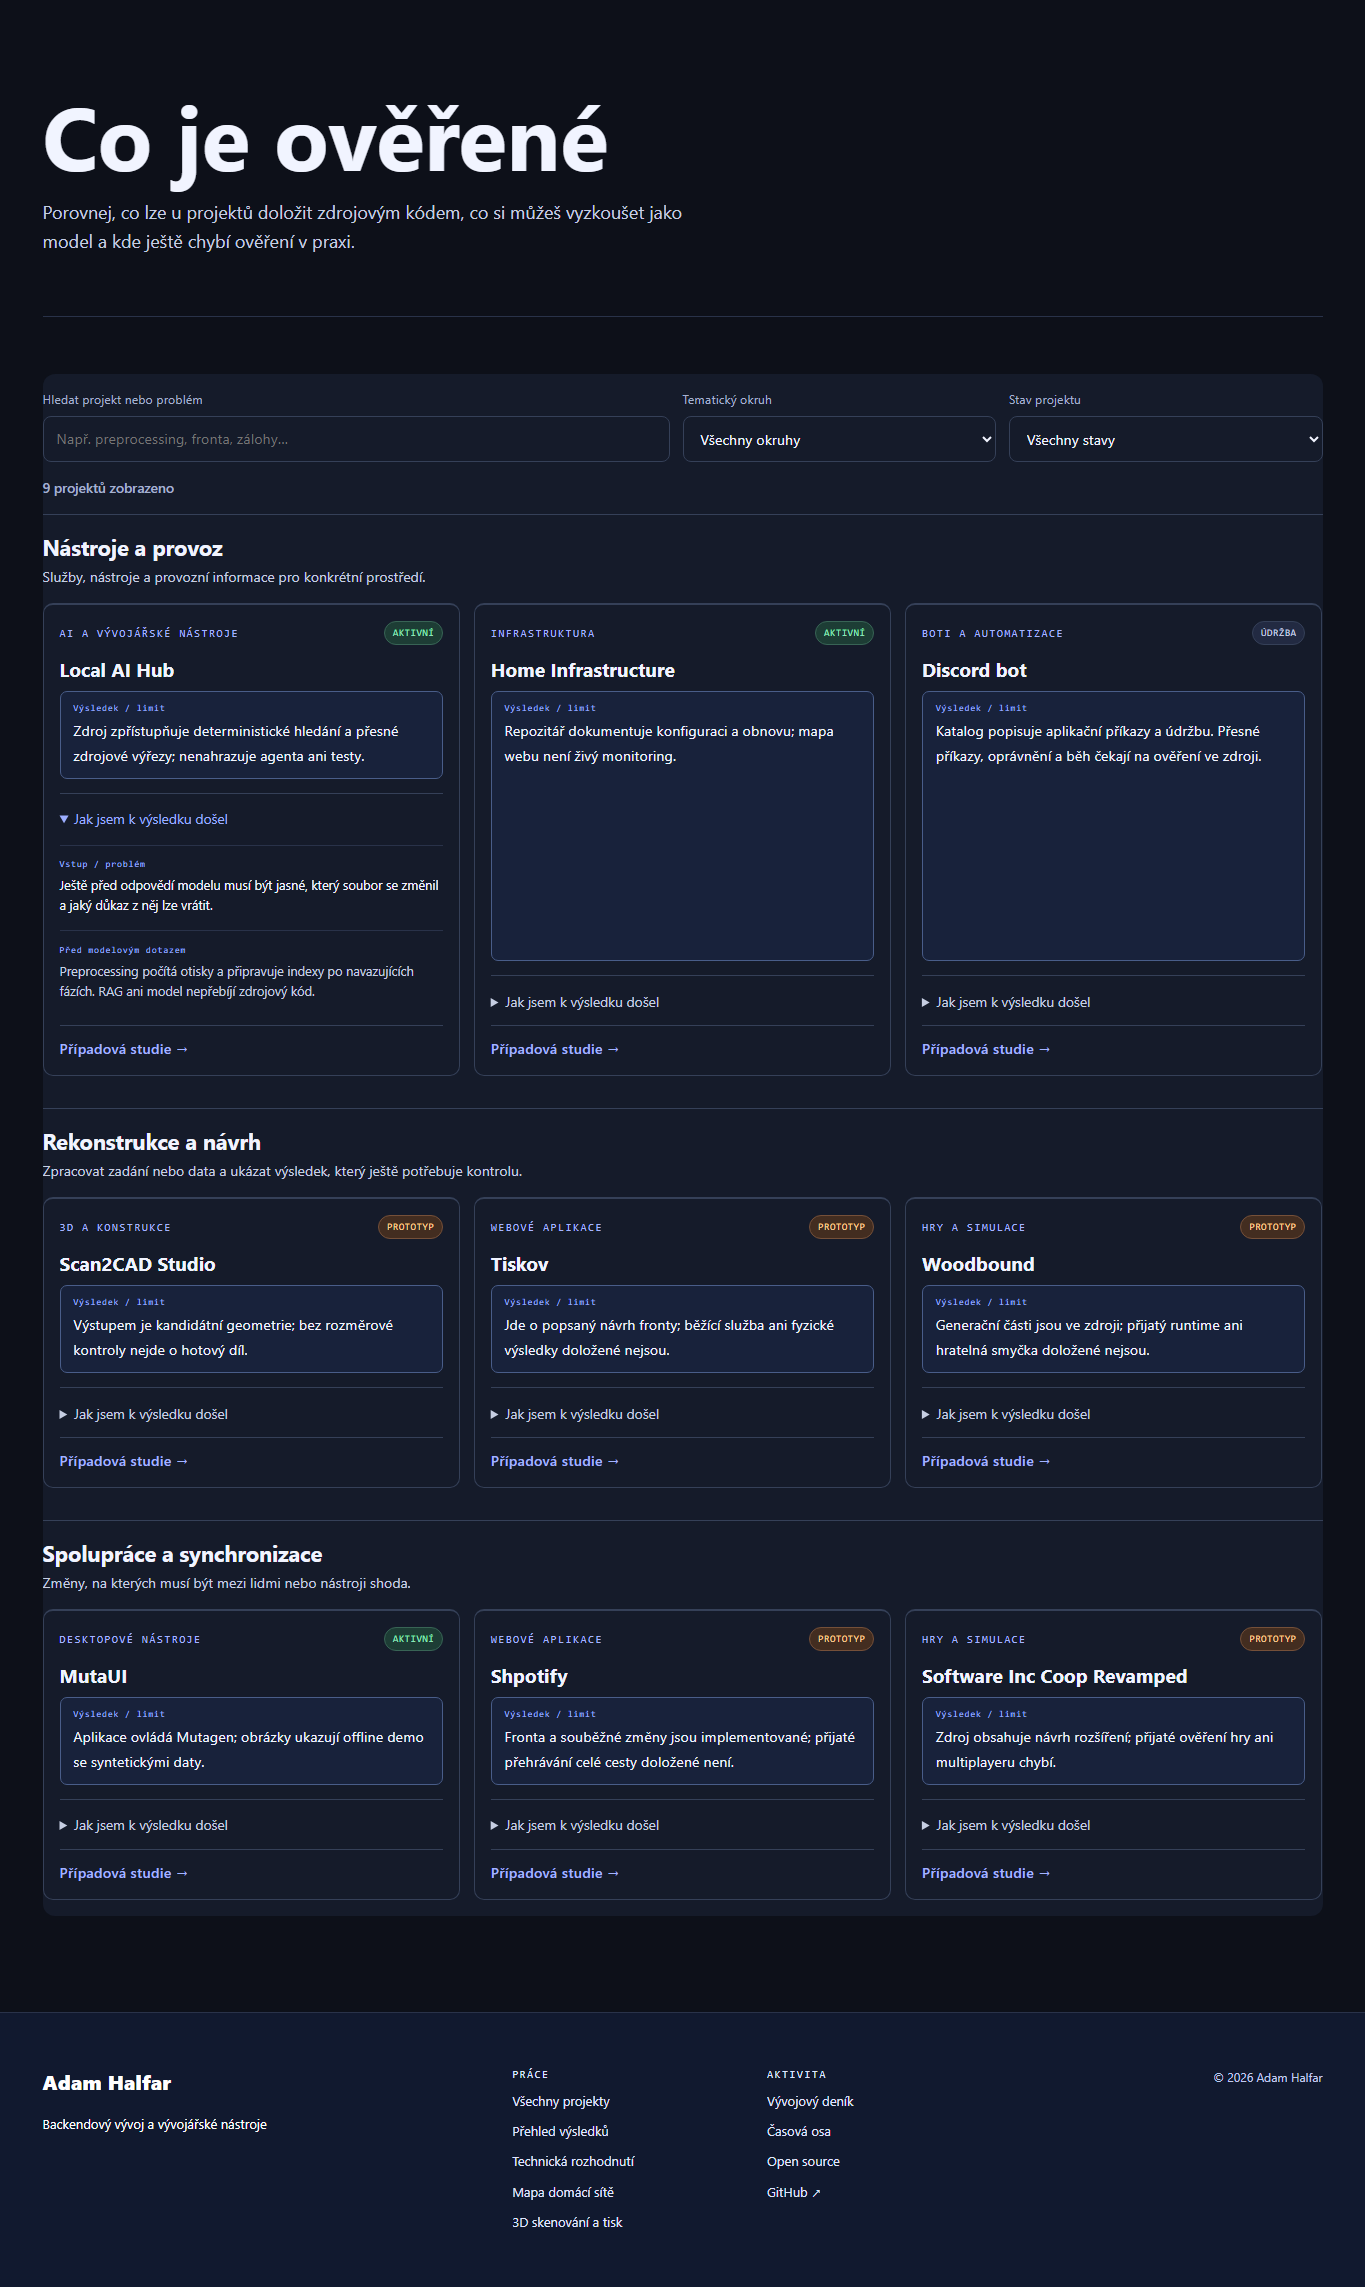 Co je ověřené
Porovnej, co lze u projektů doložit zdrojovým kódem, co si můžeš vyzkoušet jako
model a kde ještě chybí ověření v praxi.
Hledat projekt nebo problém
Tematický okruh
Stav projektu
Např. preprocessing, fronta, zálohy…
Všechny okruhy
Všechny stavy
9 projektů zobrazeno
Nástroje a provoz
Služby, nástroje a provozní informace pro konkrétní prostředí.
AI A VÝVOJÁŘSKÉ NÁSTROJE
AKTIVNÍ
Local AI Hub
Výsledek / limit
Zdroj zpřístupňuje deterministické hledání a přesné
zdrojové výřezy; nenahrazuje agenta ani testy.
▼ Jak jsem k výsledku došel
Vstup / problém
Ještě před odpovědí modelu musí být jasné, který soubor se změnil
a jaký důkaz z něj lze vrátit.
Před modelovým dotazem
Preprocessing počítá otisky a připravuje indexy po navazujících
fázích. RAG ani model nepřebíjí zdrojový kód.
Případová studie →
INFRASTRUKTURA
AKTIVNÍ
Home Infrastructure
Výsledek / limit
Repozitář dokumentuje konfiguraci a obnovu; mapa
webu není živý monitoring.
▶ Jak jsem k výsledku došel
Případová studie →
BOTI A AUTOMATIZACE
ÚDRŽBA
Discord bot
Výsledek / limit
Katalog popisuje aplikační příkazy a údržbu. Přesné
příkazy, oprávnění a běh čekají na ověření ve zdroji.
▶ Jak jsem k výsledku došel
Případová studie →
Rekonstrukce a návrh
Zpracovat zadání nebo data a ukázat výsledek, který ještě potřebuje kontrolu.
3D A KONSTRUKCE
PROTOTYP
Scan2CAD Studio
Výsledek / limit
Výstupem je kandidátní geometrie; bez rozměrové
kontroly nejde o hotový díl.
▶ Jak jsem k výsledku došel
Případová studie →
WEBOVÉ APLIKACE
PROTOTYP
Tiskov
Výsledek / limit
Jde o popsaný návrh fronty; běžící služba ani fyzické
výsledky doložené nejsou.
▶ Jak jsem k výsledku došel
Případová studie →
HRY A SIMULACE
PROTOTYP
Woodbound
Výsledek / limit
Generační části jsou ve zdroji; přijatý runtime ani
hratelná smyčka doložené nejsou.
▶ Jak jsem k výsledku došel
Případová studie →
Spolupráce a synchronizace
Změny, na kterých musí být mezi lidmi nebo nástroji shoda.
DESKTOPOVÉ NÁSTROJE
AKTIVNÍ
MutaUI
Výsledek / limit
Aplikace ovládá Mutagen; obrázky ukazují offline demo
se syntetickými daty.
▶ Jak jsem k výsledku došel
Případová studie →
WEBOVÉ APLIKACE
PROTOTYP
Shpotify
Výsledek / limit
Fronta a souběžné změny jsou implementované; přijaté
přehrávání celé cesty doložené není.
▶ Jak jsem k výsledku došel
Případová studie →
HRY A SIMULACE
PROTOTYP
Software Inc Coop Revamped
Výsledek / limit
Zdroj obsahuje návrh rozšíření; přijaté ověření hry ani
multiplayeru chybí.
▶ Jak jsem k výsledku došel
Případová studie →
Adam Halfar
Backendový vývoj a vývojářské nástroje
PRÁCE
Všechny projekty
Přehled výsledků
Technická rozhodnutí
Mapa domácí sítě
3D skenování a tisk
AKTIVITA
Vývojový deník
Časová osa
Open source
GitHub ↗
© 2026 Adam Halfar